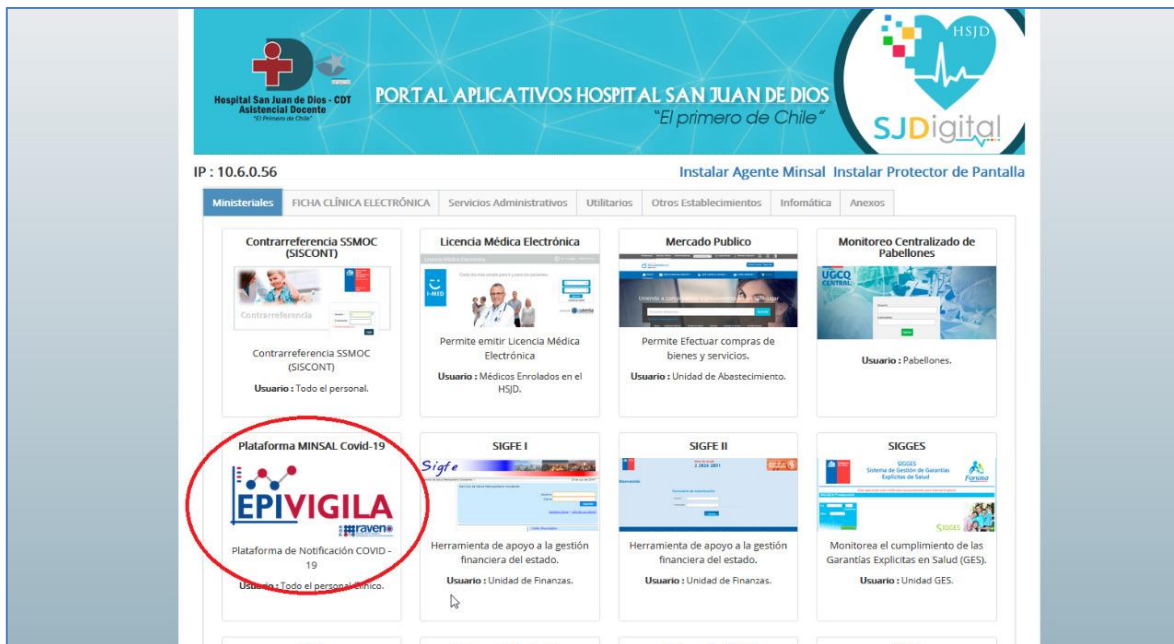 Hospital San Juan de Dios - CDT
Asistencial Docente
"El Primero de Chile"
PORTAL APLICATIVOS HOSPITAL SAN JUAN DE DIOS
"El primero de Chile"
HSJD
SJDigital
IP : 10.6.0.56
Instalar Agente Minsal Instalar Protector de Pantalla
Ministeriales FICHA CLÍNICA ELECTRÓNICA Servicios Administrativos Utilitarios Otros Establecimientos Infomática Anexos
Contrarreferencia SSMOC
(SISCONT)
Contrarreferencia
Contrarreferencia SSMOC
(SISCONT)
Usuario : Todo el personal.
Licencia Médica Electrónica
I-MED
Permite emitir Licencia Médica
Electrónica
Usuario : Médicos Enrolados en el
HSJD.
Mercado Publico
Permite Efectuar compras de
bienes y servicios.
Usuario : Unidad de Abastecimiento.
Monitoreo Centralizado de
Pabellones
UGCQ
CENTRAL
Usuario : Pabellones.
Plataforma MINSAL Covid-19
EPIVIGILA
raveno
Plataforma de Notificación COVID -
19
Usuario : Todo el personal Clínico.
SIGFE I
Sigfe
Herramienta de apoyo a la gestión
financiera del estado.
Usuario : Unidad de Finanzas.
SIGFE II
Herramienta de apoyo a la gestión
financiera del estado.
Usuario : Unidad de Finanzas.
SIGGES
SIGGES
Sistema de Gestión de Garantías
Explícitas de Salud
Fonasa
SIGGES
Monitorea el cumplimiento de las
Garantías Explicitas en Salud (GES).
Usuario : Unidad GES.